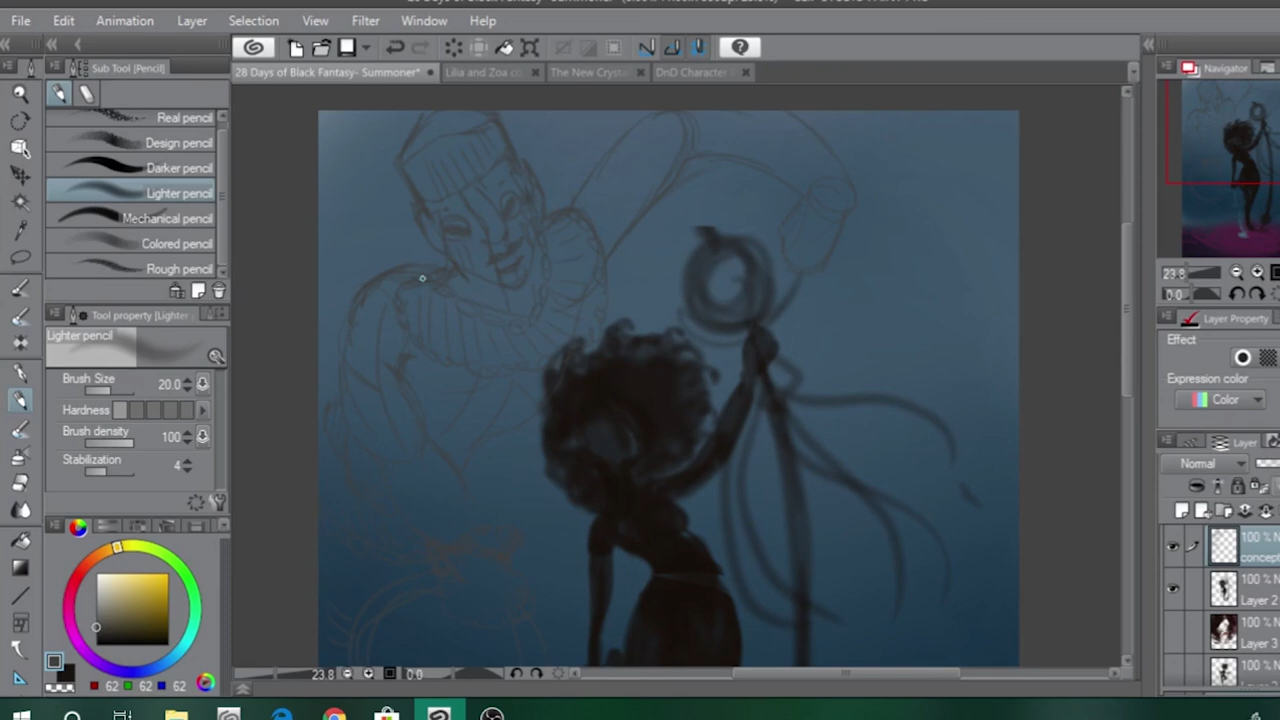 File Edit Animation Layer Selection View Filter Window Help
Sub Tool [Pencil]
28 Days of Black Fantasy- Summoner*
Lilia and Zoa co
The New Cryst
DnD Character
Navigator
Real pencil
Design pencil
Darker pencil
Lighter pencil
Mechanical pencil
Colored pencil
Rough pencil
Tool property [Lighter
Lighter pencil
Brush Size 20.0
Hardness
Brush density 100
Stabilization 4
23.8
0.0
Layer Property
Effect
Expression color
Color
Layer
Normal
100 % N
concept
100 % N
Layer 2
100 % N
Layer 3
100 % N
62 62 62
23.8
0.0